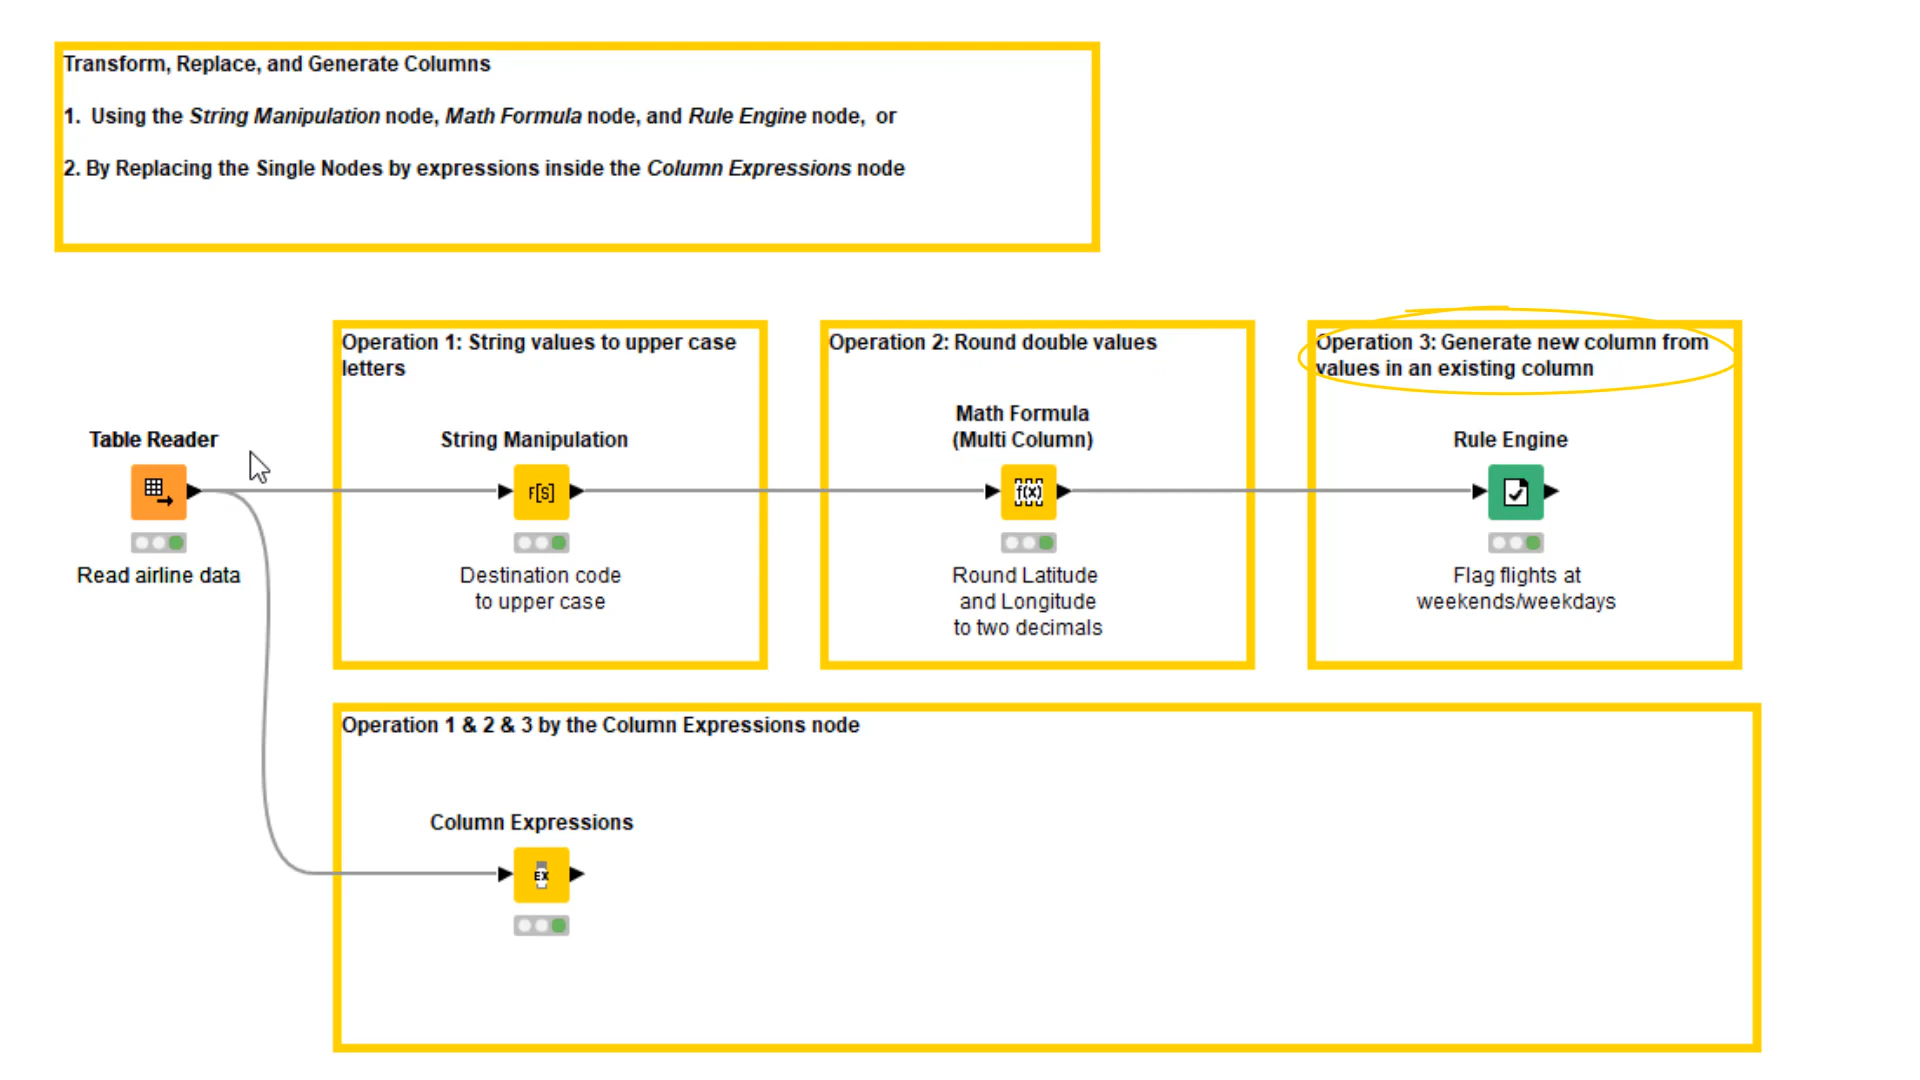 Transform, Replace, and Generate Columns
1.  Using the String Manipulation node, Math Formula node, and Rule Engine node,  or
2. By Replacing the Single Nodes by expressions inside the Column Expressions node
Operation 1: String values to upper case
letters
Operation 2: Round double values
Operation 3: Generate new column from
values in an existing column
Table Reader
String Manipulation
Math Formula
(Multi Column)
Rule Engine
F[S]
f(x)
Read airline data
Destination code
to upper case
Round Latitude
and Longitude
to two decimals
Flag flights at
weekends/weekdays
Operation 1 & 2 & 3 by the Column Expressions node
Column Expressions
EX